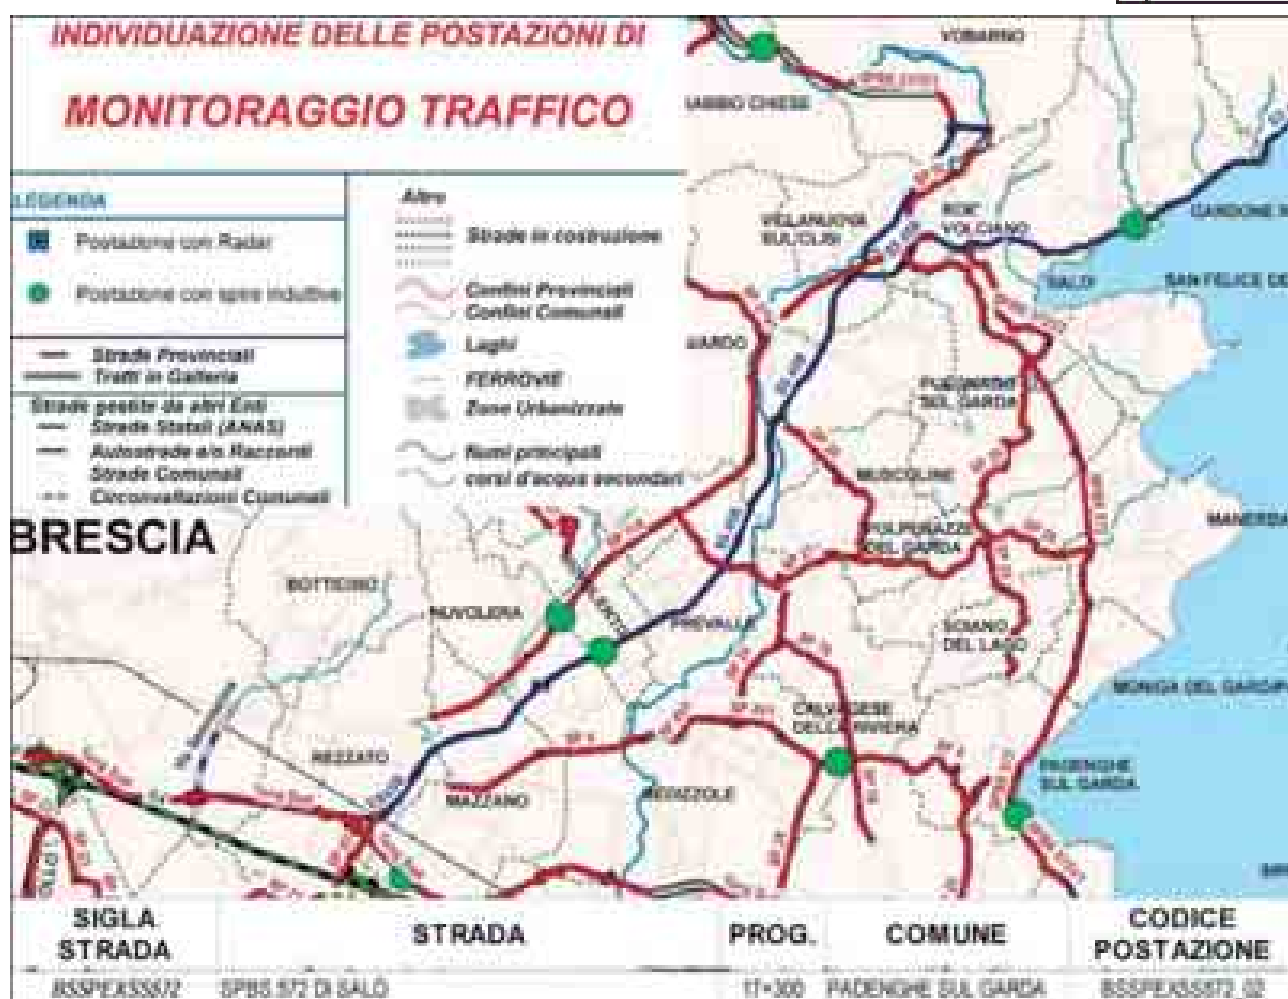 INDIVIDUAZIONE DELLE POSTAZIONI DI
MONITORAGGIO TRAFFICO
LEGENDA
Postazione con Radar
Postazione con spire induttive
Strade Provinciali
Tratti in Galleria
Strade gestite da altri Enti
Strade Statali (ANAS)
Autostrade e/o Raccordi
Strade Comunali
Circonvallazioni Comunali
Altro
Strade in costruzione
Confini Provinciali
Confini Comunali
Laghi
FERROVIE
Zone Urbanizzate
fiumi principali
corsi d'acqua secondari
VOBARNO
VILLANUOVA
SUL CLISI
ROE'
VOLCIANO
GARDONE
SALO'
SAN FELICE DE
PUEGNAGO
SUL GARDA
MUSCOLINE
POLPENAZZE
DEL GARDA
MANERBA
BRESCIA
BOTTICINO
NUVOLERA
PREVALLE
SOIANO
DEL LAGO
MONIGA DEL GARDA
CALVAGESE
DELLA RIVIERA
REZZATO
MAZZANO
PADENGHE
SUL GARDA
SIGLA
STRADA
STRADA
PROG.
COMUNE
CODICE
POSTAZIONE
BSSPEXSS572
SPBS 572 DI SALO'
17+300
PADENGHE SUL GARDA
BSSPEXSS572_02